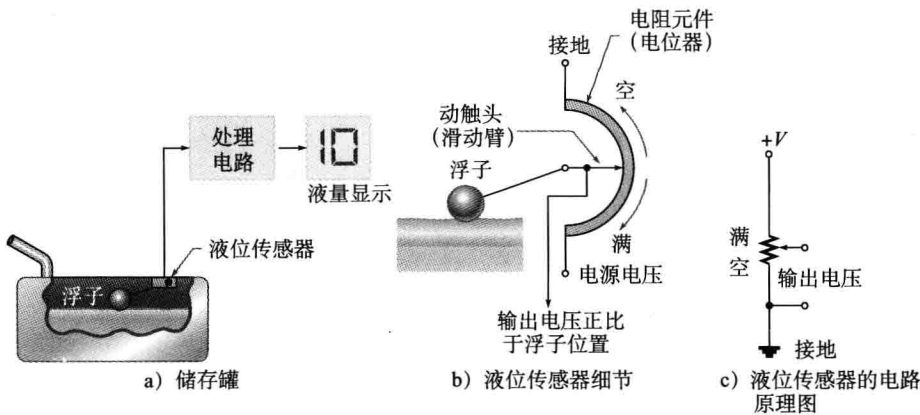 处理
电路
10
液量显示
液位传感器
浮子
a）储存罐
电阻元件
（电位器）
接地
空
动触头
（滑动臂）
浮子
满
电源电压
输出电压正比
于浮子位置
b）液位传感器细节
+V
满
空
输出电压
接地
c）液位传感器的电路
原理图